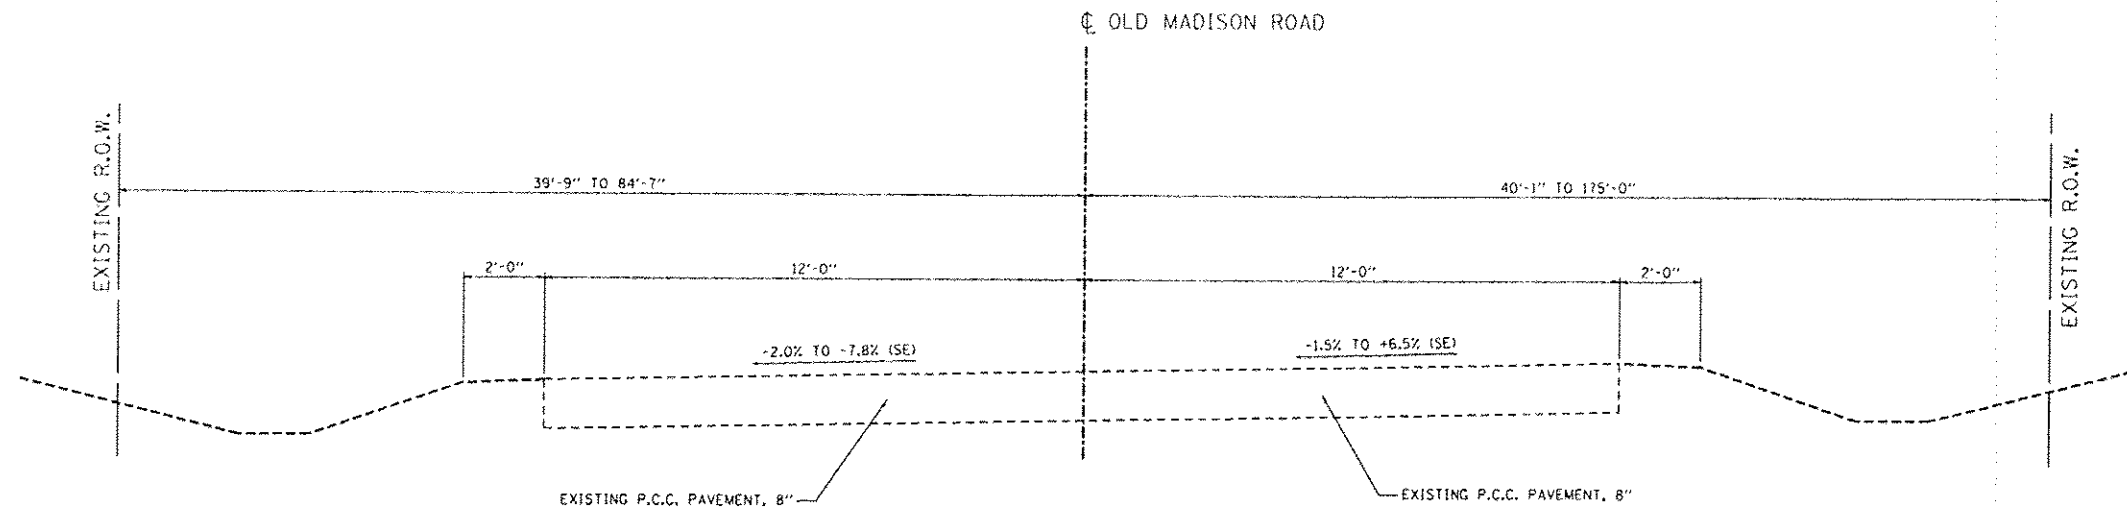 ℄ OLD MADISON ROAD
EXISTING R.O.W.
39'-9" TO 84'-7"
40'-1" TO 175'-0"
EXISTING R.O.W.
2'-0"
12'-0"
12'-0"
2'-0"
-2.0% TO -7.8% (SE)
-1.5% TO +6.5% (SE)
EXISTING P.C.C. PAVEMENT, 8"
EXISTING P.C.C. PAVEMENT, 8"